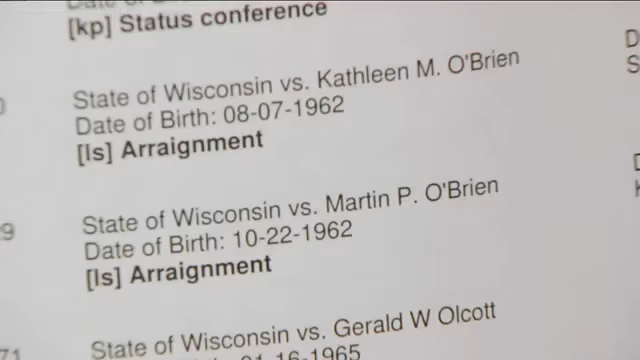 [kp] Status conference
State of Wisconsin vs. Kathleen M. O'Brien
Date of Birth: 08-07-1962
[ls] Arraignment
State of Wisconsin vs. Martin P. O'Brien
Date of Birth: 10-22-1962
[ls] Arraignment
State of Wisconsin vs. Gerald W Olcott